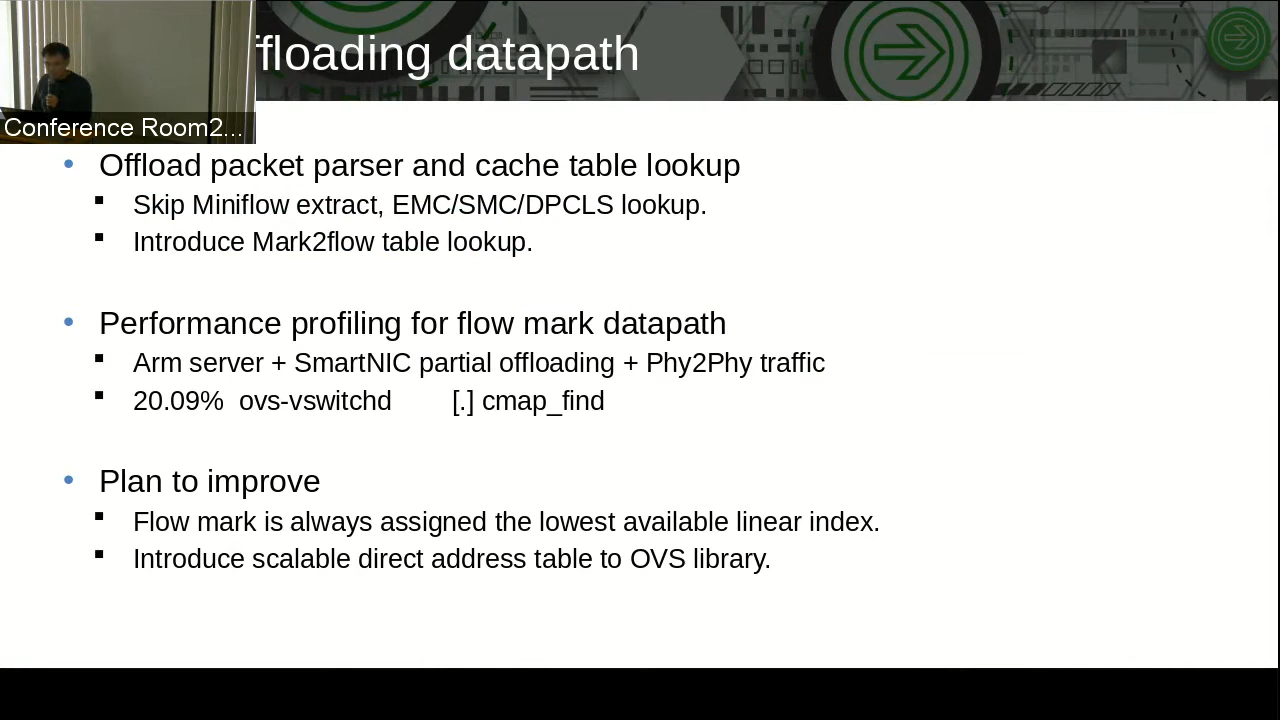 datapath
Conference Room2...
Offload packet parser and cache table lookup
Skip Miniflow extract, EMC/SMC/DPCLS lookup.
Introduce Mark2flow table lookup.
Performance profiling for flow mark datapath
Arm server + SmartNIC partial offloading + Phy2Phy traffic
20.09% ovs-vswitchd [.] cmap_find
Plan to improve
Flow mark is always assigned the lowest available linear index.
Introduce scalable direct address table to OVS library.